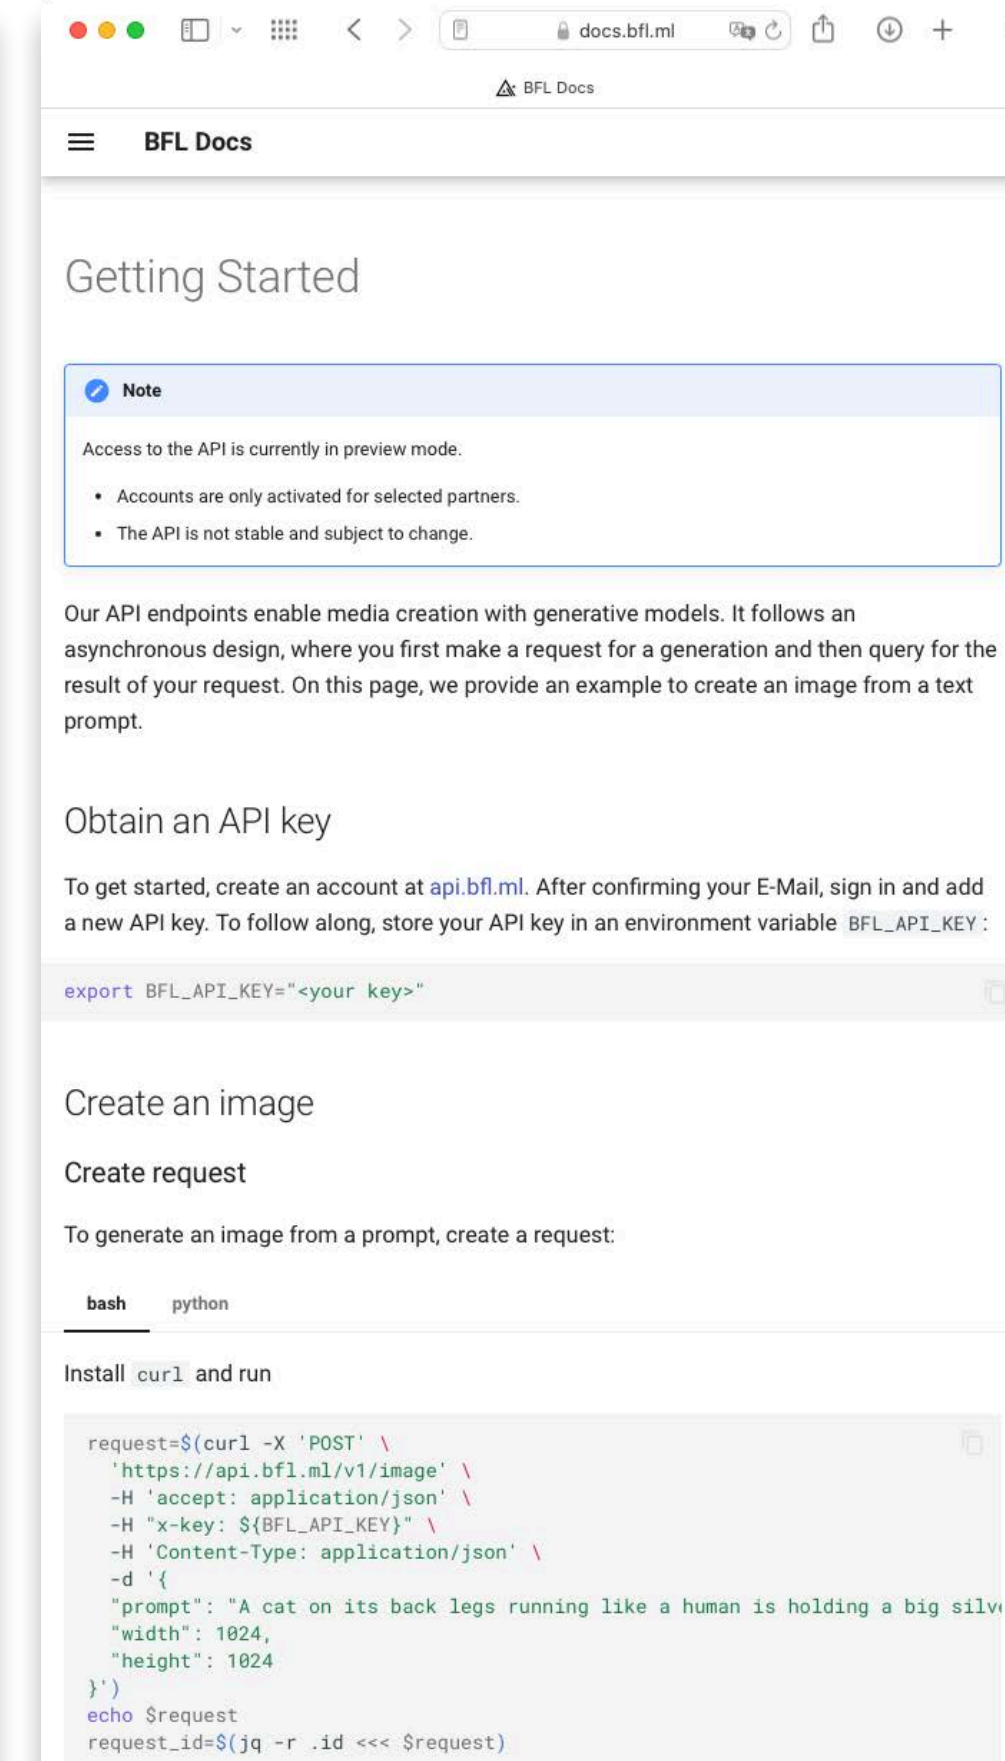 docs.bfl.ml
BFL Docs
BFL Docs
Getting Started
Note
Access to the API is currently in preview mode.
• Accounts are only activated for selected partners.
• The API is not stable and subject to change.
Our API endpoints enable media creation with generative models. It follows an
asynchronous design, where you first make a request for a generation and then query for the
result of your request. On this page, we provide an example to create an image from a text
prompt.
Obtain an API key
To get started, create an account at api.bfl.ml. After confirming your E-Mail, sign in and add
a new API key. To follow along, store your API key in an environment variable BFL_API_KEY:
export BFL_API_KEY="<your key>"
Create an image
Create request
To generate an image from a prompt, create a request:
bash python
Install curl and run
request=$(curl -X 'POST' \
'https://api.bfl.ml/v1/image' \
-H 'accept: application/json' \
-H "x-key: ${BFL_API_KEY}" \
-H 'Content-Type: application/json' \
-d '{
"prompt": "A cat on its back legs running like a human is holding a big
"width": 1024,
"height": 1024
}')
echo $request
request_id=$(jq -r .id <<< $request)